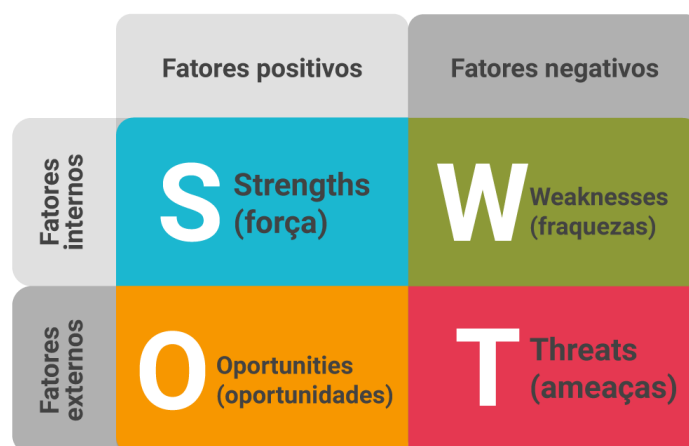 Fatores positivos
Fatores negativos
Fatores
internos
S
Strengths
(força)
W
Weaknesses
(fraquezas)
Fatores
externos
O
Oportunities
(oportunidades)
T
Threats
(ameaças)